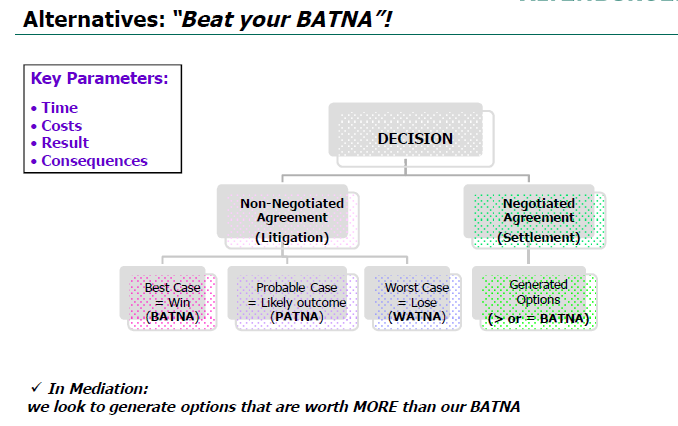 Alternatives: "Beat your BATNA"!
Key Parameters:
• Time
• Costs
• Result
• Consequences
DECISION
Non-Negotiated
Agreement
(Litigation)
Negotiated
Agreement
(Settlement)
Best Case
= Win
(BATNA)
Probable Case
= Likely outcome
(PATNA)
Worst Case
= Lose
(WATNA)
Generated
Options
(> or = BATNA)
✓ In Mediation:
we look to generate options that are worth MORE than our BATNA